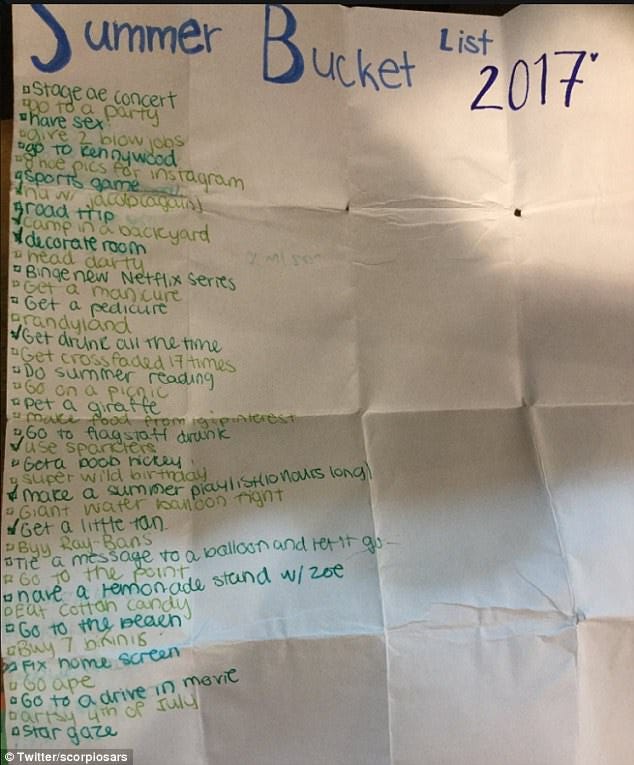 Summer Bucket List
2017
stage ae concert
go to a party
have sex
give 2 blow jobs
go to kennywood
nice pics for instagram
sports game
w/ jacob (again)
road trip
camp in a backyard
decorate room
head darty
Binge new Netflix series
Get a manicure
Get a pedicure
randyland
Get drunk all the time
Get crossfaded 17 times
Do summer reading
Go on a picnic
pet a giraffe
make food from pinterest
Go to flagstaff drunk
use sparklers
Get a boob hickey
super wild birthday
make a summer playlist (10 hours long)
Giant water balloon fight
Get a little tan
Buy Ray-Bans
Tie a message to a balloon and let it go
Go to the point
have a lemonade stand w/ zoe
Eat cotton candy
Go to the beach
Buy 7 bikinis
Fix home screen
Go ape
Go to a drive in movie
artsy 4th of July
star gaze
© Twitter/scorpiosars